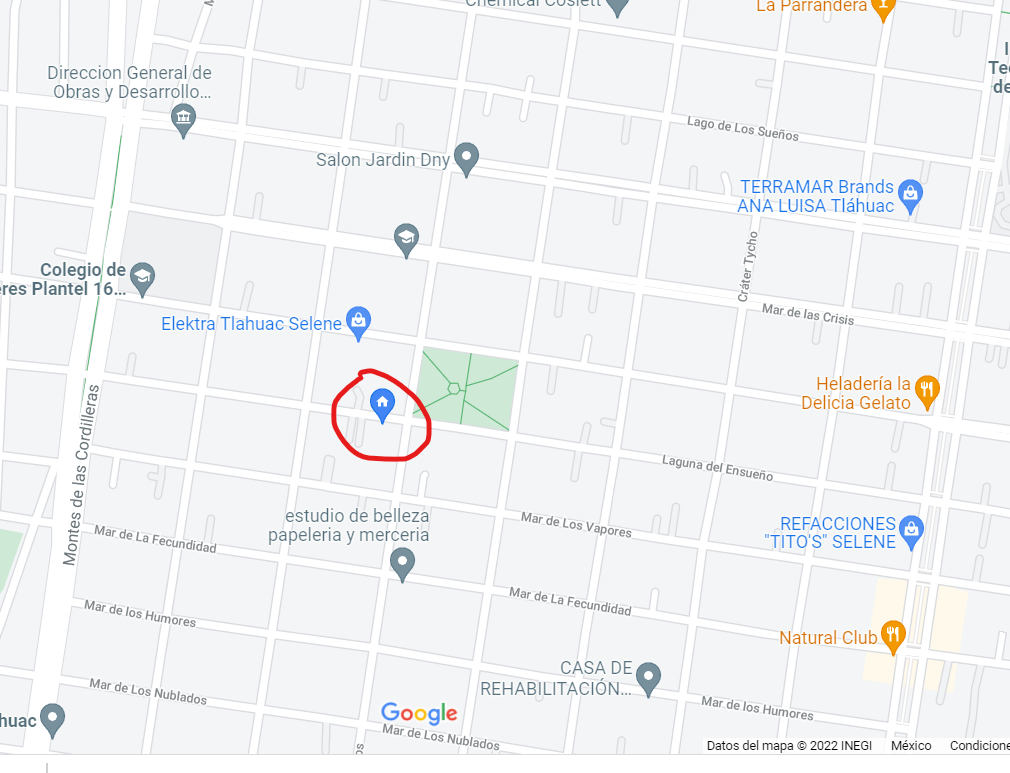 Chemical Coslett
La Parrandera
Direccion General de
Obras y Desarrollo...
Tec
de
Lago de Los Sueños
Salon Jardin Dny
TERRAMAR Brands
ANA LUISA Tláhuac
Cráter Tycho
Colegio de
eres Plantel 16...
Mar de las Crisis
Elektra Tlahuac Selene
Heladería la
Delicia Gelato
Montes de las Cordilleras
Laguna del Ensueño
estudio de belleza
papeleria y merceria
Mar de Los Vapores
REFACCIONES
"TITO'S" SELENE
Mar de La Fecundidad
Mar de La Fecundidad
Mar de los Humores
Natural Club
CASA DE
REHABILITACIÓN...
Mar de Los Nublados
huac
Google
Mar de los Humores
Mar de Los Nublados
Datos del mapa © 2022 INEGI México Condicione